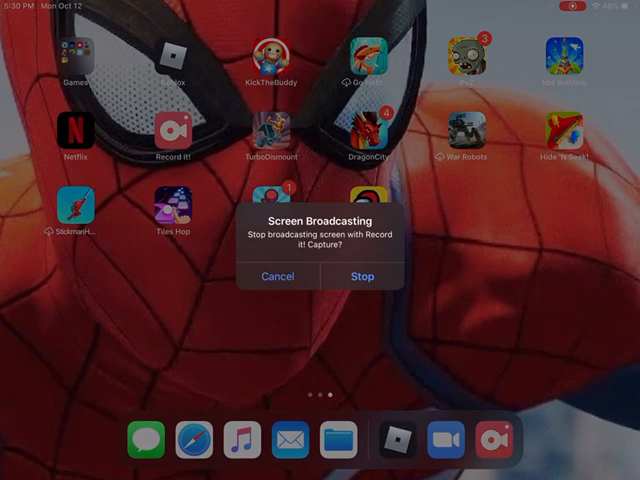 5:30 PM Mon Oct 12
48%
Games
Roblox
KickTheBuddy
Go Fish!
3
PvZ
Idle Building
Netflix
Record it!
TurboDismount
4
DragonCity
War Robots
Hide 'N Seek!
StickmanH...
Tiles Hop
1
Screen Broadcasting
Stop broadcasting screen with Record
it! Capture?
Cancel
Stop